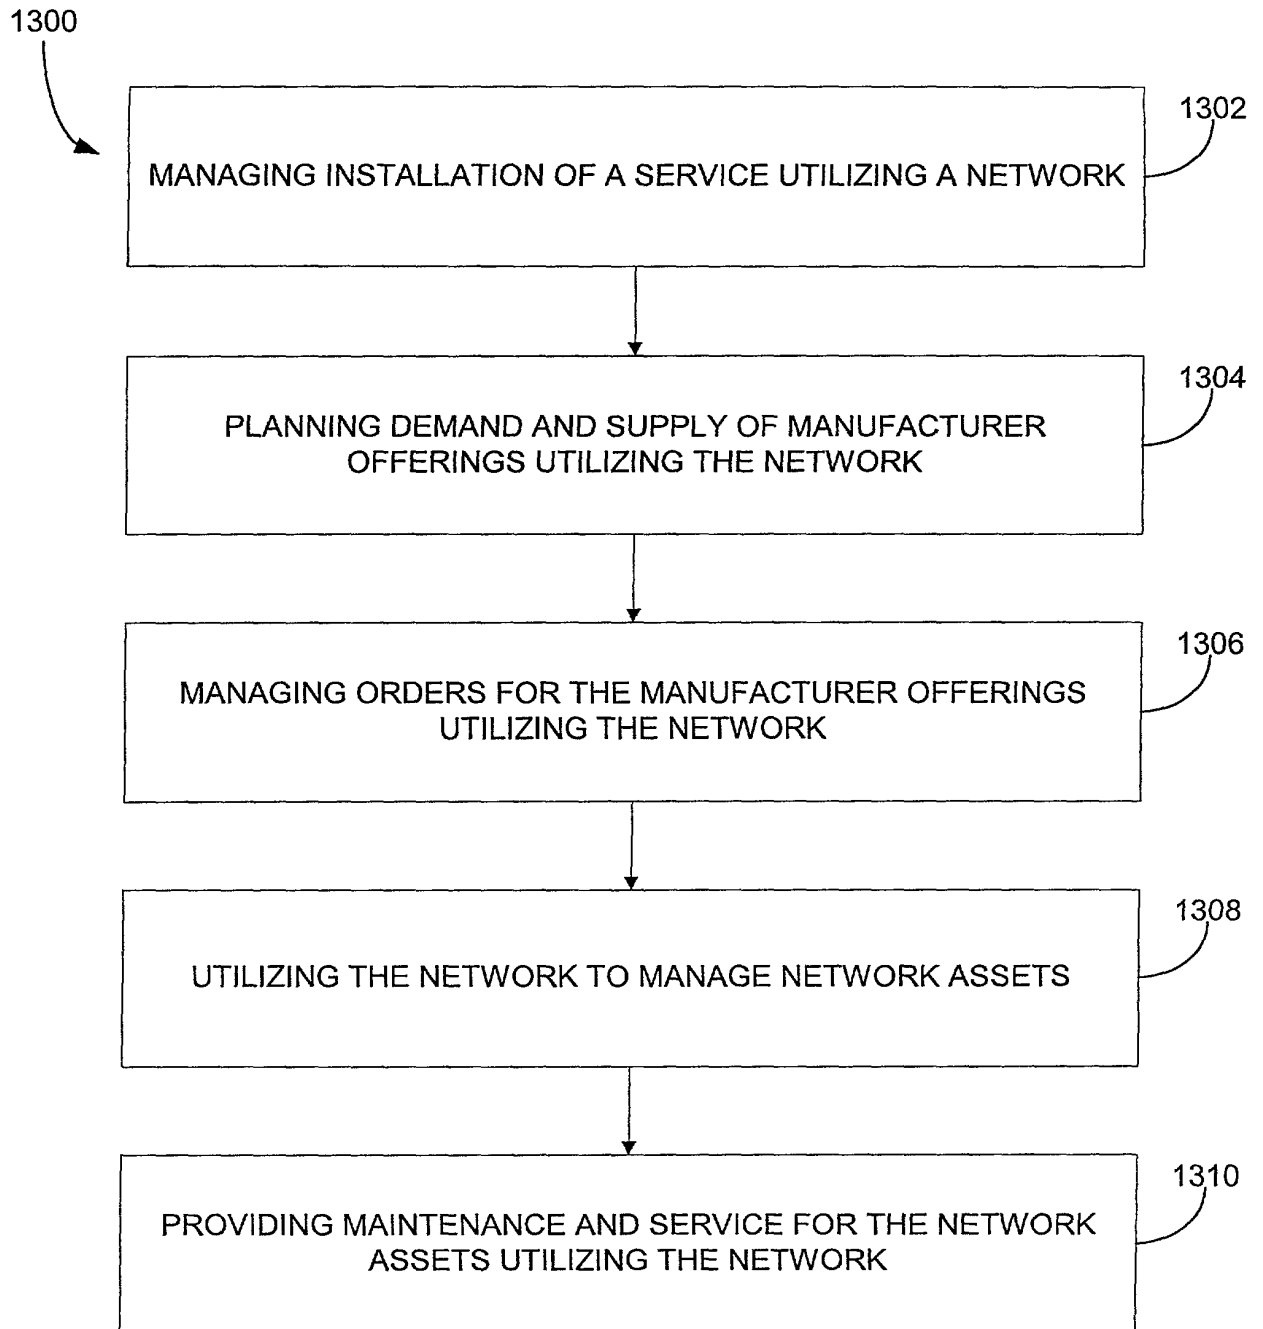 1300
1302
MANAGING INSTALLATION OF A SERVICE UTILIZING A NETWORK
1304
PLANNING DEMAND AND SUPPLY OF MANUFACTURER
OFFERINGS UTILIZING THE NETWORK
1306
MANAGING ORDERS FOR THE MANUFACTURER OFFERINGS
UTILIZING THE NETWORK
1308
UTILIZING THE NETWORK TO MANAGE NETWORK ASSETS
1310
PROVIDING MAINTENANCE AND SERVICE FOR THE NETWORK
ASSETS UTILIZING THE NETWORK